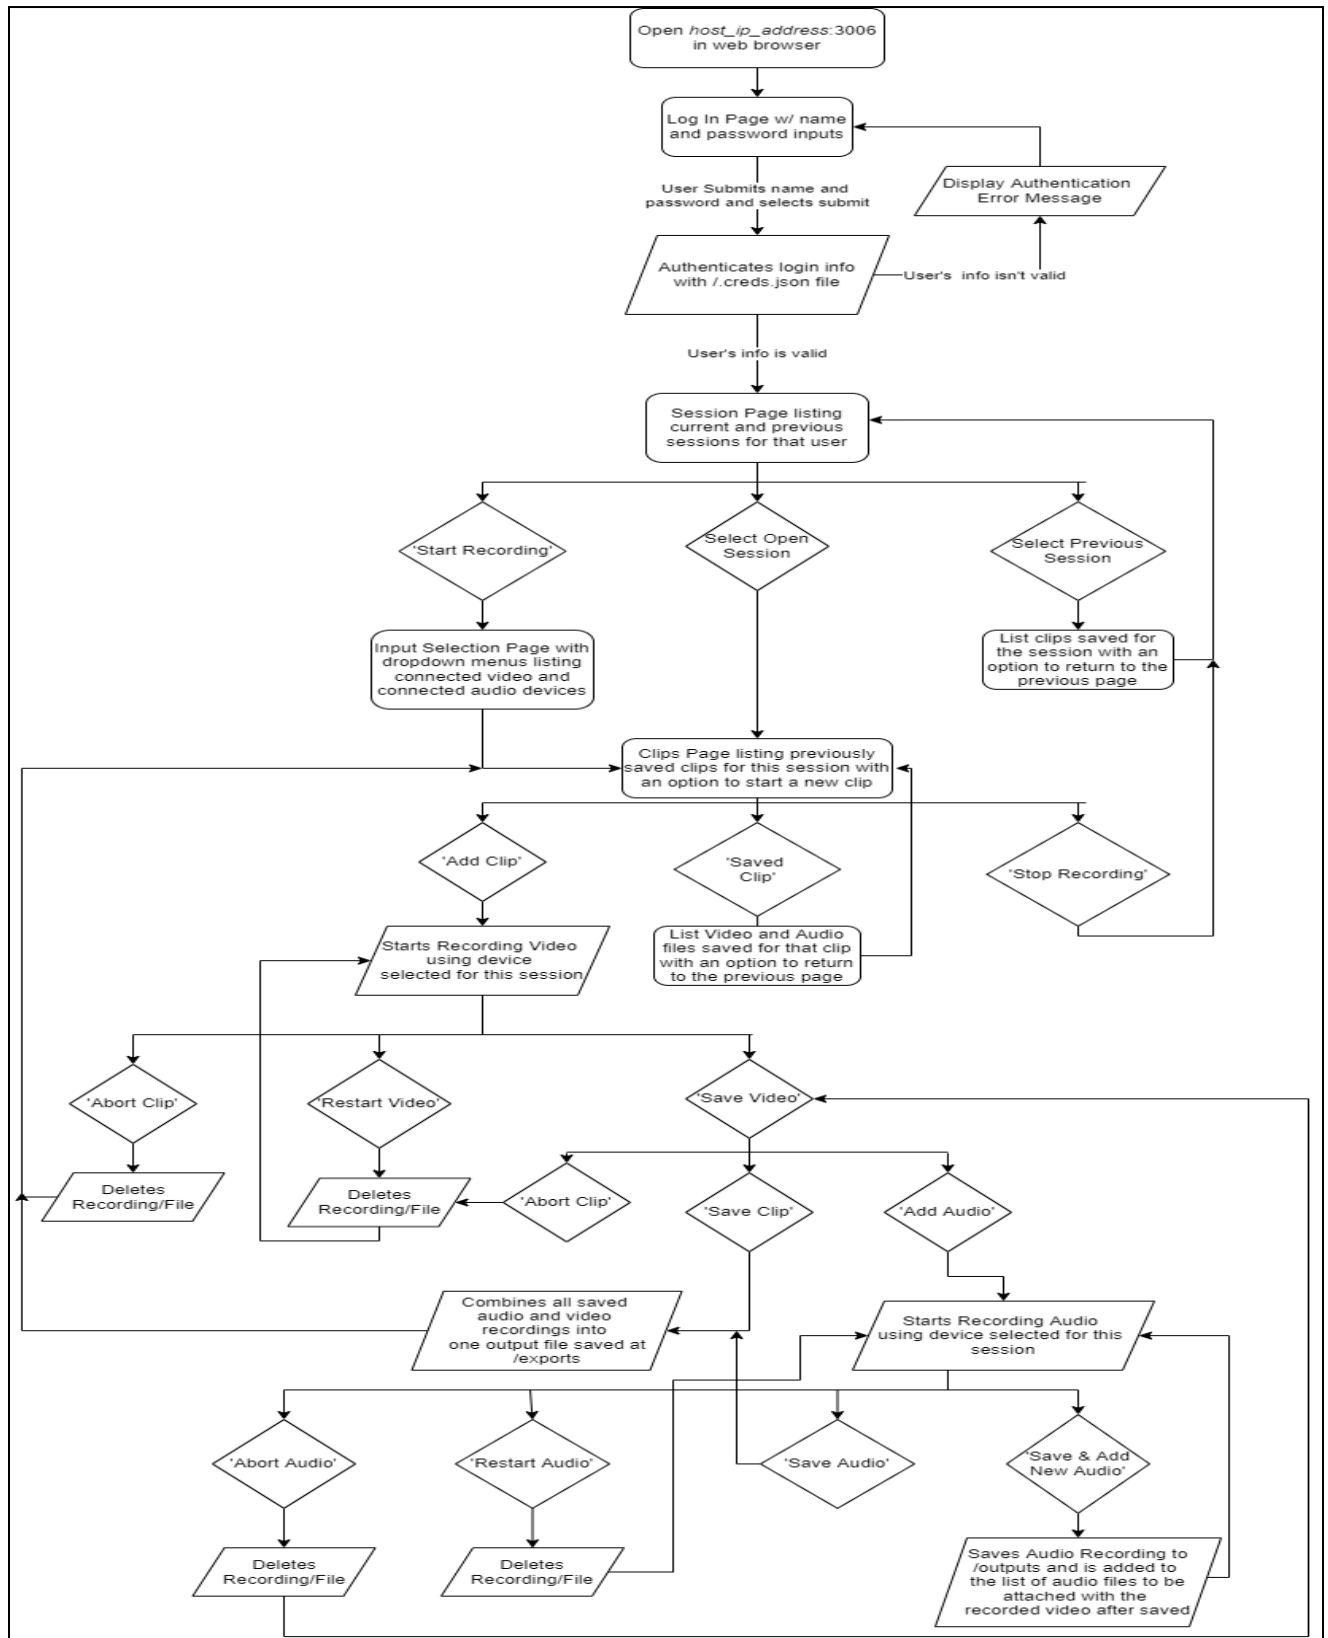 Open host_ip_address:3006
in web browser
Log In Page w/ name
and password inputs
Display Authentication
Error Message
User Submits name and
password and selects submit
Authenticates login info
with /.creds.json file
User's  info isn't valid
User's info is valid
Session Page listing
current and previous
sessions for that user
'Start Recording'
Select Open
Session
Select Previous
Session
Input Selection Page with
dropdown menus listing
connected video and
connected audio devices
List clips saved for
the session with an
option to return to the
previous page
Clips Page listing previously
saved clips for this session with
an option to start a new clip
'Add Clip'
'Saved
Clip'
'Stop Recording'
Starts Recording Video
using device
selected for this session
List Video and Audio
files saved for that clip
with an option to return
to the previous page
'Abort Clip'
'Restart Video'
'Save Video'
Deletes
Recording/File
Deletes
Recording/File
'Abort Clip'
'Save Clip'
'Add Audio'
Combines all saved
audio and video
recordings into
one output file saved at
/exports
Starts Recording Audio
using device selected for this
session
'Abort Audio'
'Restart Audio'
'Save Audio'
'Save & Add
New Audio'
Deletes
Recording/File
Deletes
Recording/File
Saves Audio Recording to
/outputs and is added to
the list of audio files to be
attached with the
recorded video after saved